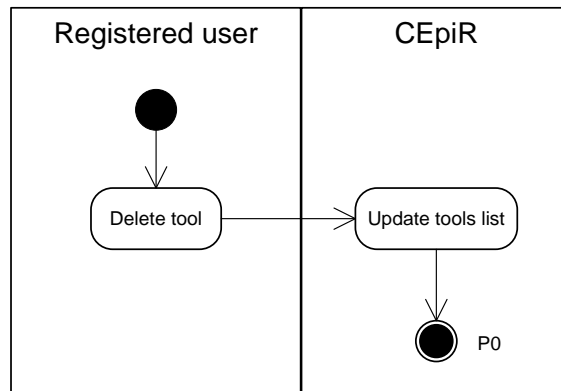 Registered user
CEpiR
Delete tool
Update tools list
P0